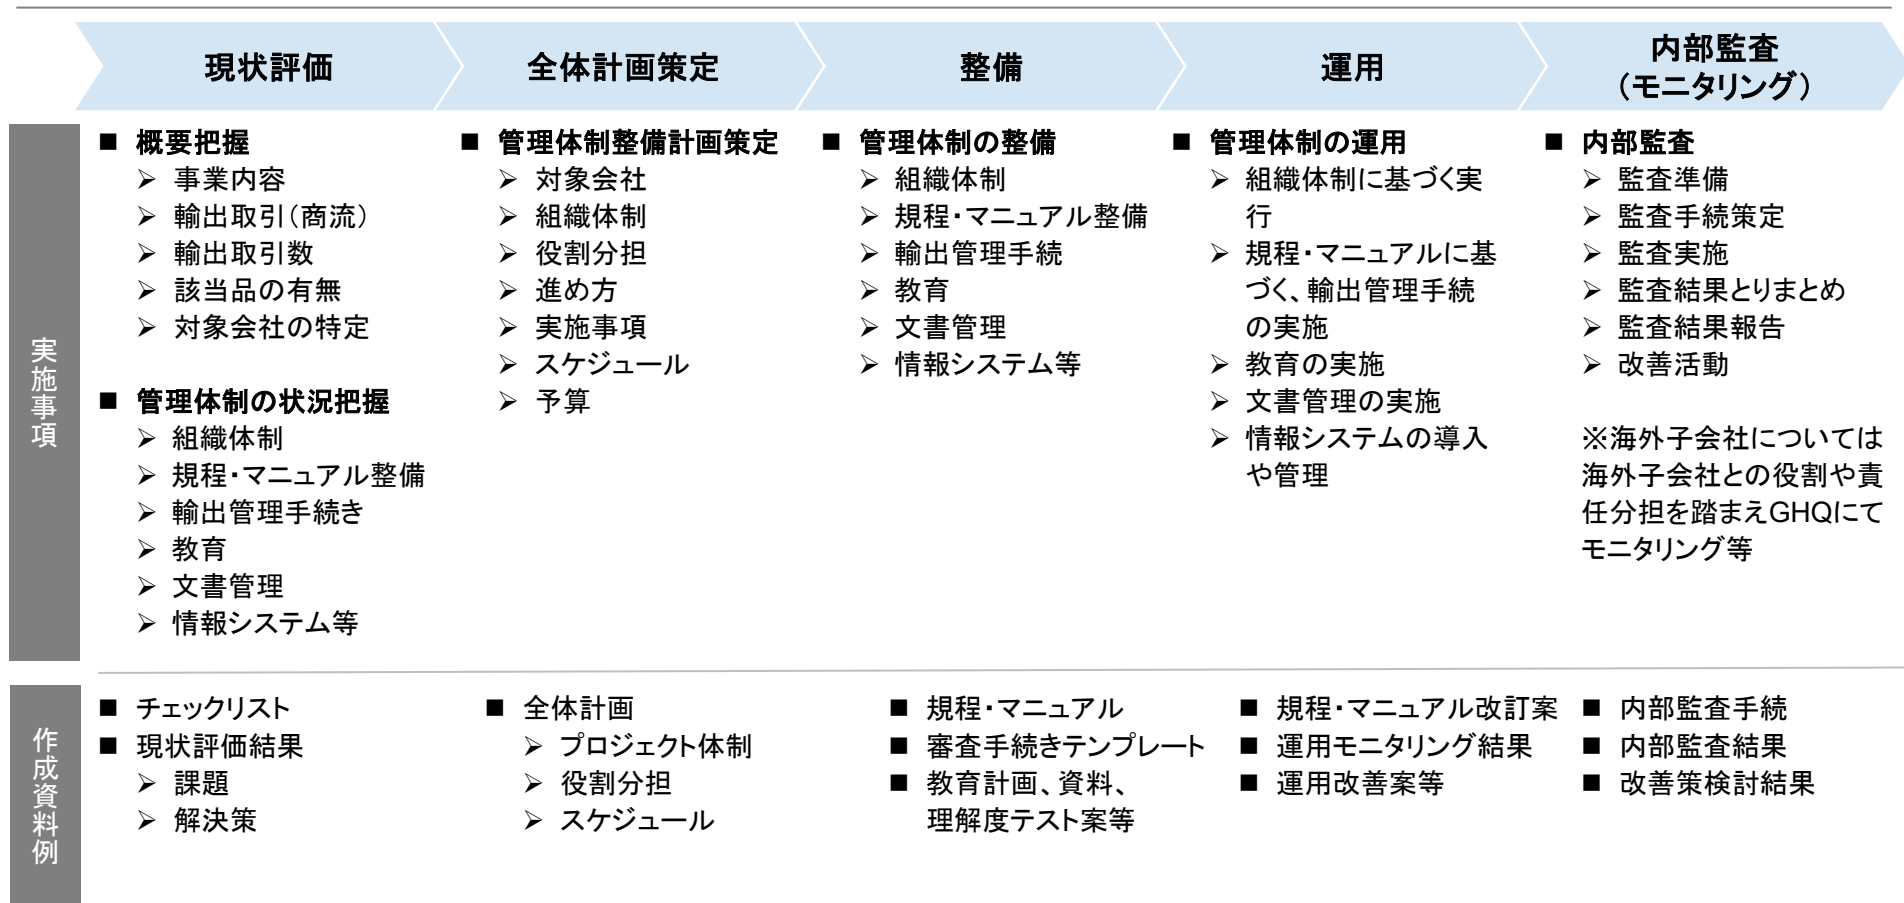 現状評価
全体計画策定
整備
運用
内部監査
（モニタリング）
実施事項
■ 概要把握
➢ 事業内容
➢ 輸出取引（商流）
➢ 輸出取引数
➢ 該当品の有無
➢ 対象会社の特定
■ 管理体制の状況把握
➢ 組織体制
➢ 規程・マニュアル整備
➢ 輸出管理手続き
➢ 教育
➢ 文書管理
➢ 情報システム等
■ 管理体制整備計画策定
➢ 対象会社
➢ 組織体制
➢ 役割分担
➢ 進め方
➢ 実施事項
➢ スケジュール
➢ 予算
■ 管理体制の整備
➢ 組織体制
➢ 規程・マニュアル整備
➢ 輸出管理手続
➢ 教育
➢ 文書管理
➢ 情報システム等
■ 管理体制の運用
➢ 組織体制に基づく実
行
➢ 規程・マニュアルに基
づく、輸出管理手続
の実施
➢ 教育の実施
➢ 文書管理の実施
➢ 情報システムの導入
や管理
■ 内部監査
➢ 監査準備
➢ 監査手続策定
➢ 監査実施
➢ 監査結果とりまとめ
➢ 監査結果報告
➢ 改善活動
※海外子会社については
海外子会社との役割や責
任分担を踏まえGHQにて
モニタリング等
作成資料例
■ チェックリスト
■ 現状評価結果
➢ 課題
➢ 解決策
■ 全体計画
➢ プロジェクト体制
➢ 役割分担
➢ スケジュール
■ 規程・マニュアル
■ 審査手続きテンプレート
■ 教育計画、資料、
理解度テスト案等
■ 規程・マニュアル改訂案
■ 運用モニタリング結果
■ 運用改善案等
■ 内部監査手続
■ 内部監査結果
■ 改善策検討結果